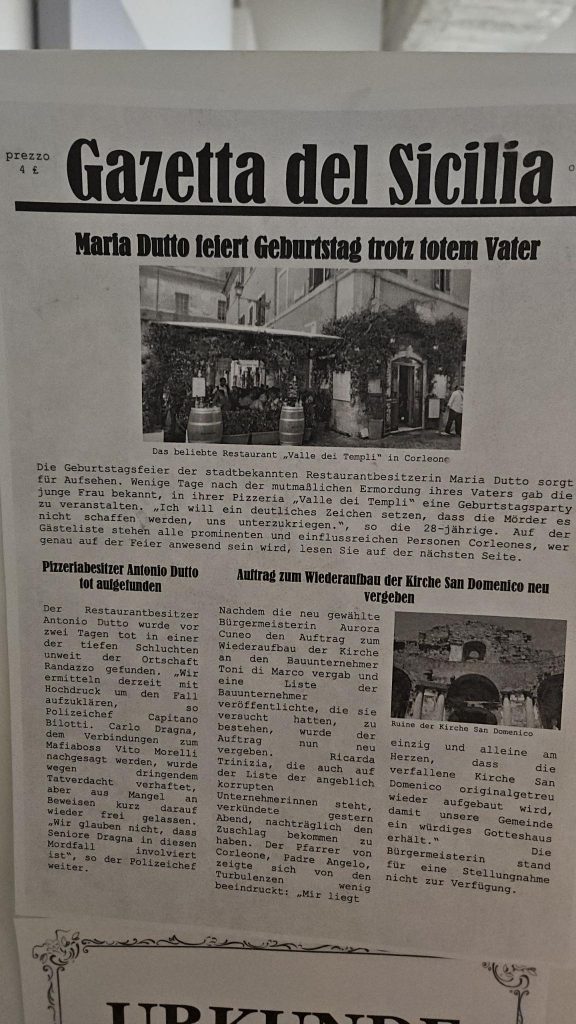 prezzo
4 £
Gazetta del Sicilia
Maria Dutto feiert Geburtstag trotz totem Vater
Das beliebte Restaurant „Valle dei Templi“ in Corleone
Die Geburtstagsfeier der stadtbekannten Restaurantbesitzerin Maria Dutto sorgt
für Aufsehen. Wenige Tage nach der mutmaßlichen Ermordung ihres Vaters gab die
junge Frau bekannt, in ihrer Pizzeria „Valle dei Templi“ eine Geburtstagsparty
zu veranstalten. „Ich will ein deutliches Zeichen setzen, dass die Mörder es
nicht schaffen werden, uns unterzukriegen.“, so die 28-jährige. Auf der
Gästeliste stehen alle prominenten und einflussreichen Personen Corleones, wer
genau auf der Feier anwesend sein wird, lesen Sie auf der nächsten Seite.
Pizzeriabesitzer Antonio Dutto
tot aufgefunden
Der Restaurantbesitzer
Antonio Dutto wurde vor
zwei Tagen tot in einer
der tiefen Schluchten
unweit der Ortschaft
Randazzo gefunden. „Wir
ermitteln derzeit mit
Hochdruck um den Fall
aufzuklären, so
Polizeichef Capitano
Bilotti. Carlo Dragna,
dem Verbindungen zum
Mafiaboss Vito Morelli
nachgesagt werden, wurde
wegen dringendem
Tatverdacht verhaftet,
aber aus Mangel an
Beweisen kurz darauf
wieder frei gelassen.
„Wir glauben nicht, dass
Seniore Dragna in diesen
Mordfall involviert
ist“, so der Polizeichef
weiter.
Auftrag zum Wiederaufbau der Kirche San Domenico neu
vergeben
Nachdem die neu gewählte
Bürgermeisterin Aurora
Cuneo den Auftrag zum
Wiederaufbau der Kirche
an den Bauunternehmer
Toni di Marco vergab und
eine Liste der
Bauunternehmer
veröffentlichte, die sie
versucht hatten, zu
bestehen, wurde der
Auftrag nun neu
vergeben. Ricarda
Trinizia, die auch auf
der Liste der angeblich
korrupten
Unternehmerinnen steht,
verkündete gestern
Abend, nachträglich den
Zuschlag bekommen zu
haben. Der Pfarrer von
Corleone, Padre Angelo,
zeigte sich von den
Turbulenzen wenig
beeindruckt: „Mir liegt
Ruine der Kirche San Domenico
einzig und alleine am
Herzen, dass die
verfallene Kirche San
Domenico originalgetreu
wieder aufgebaut wird,
damit unsere Gemeinde
ein würdiges Gotteshaus
erhält.“ Die
Bürgermeisterin stand
für eine Stellungnahme
nicht zur Verfügung.
URKUNDE